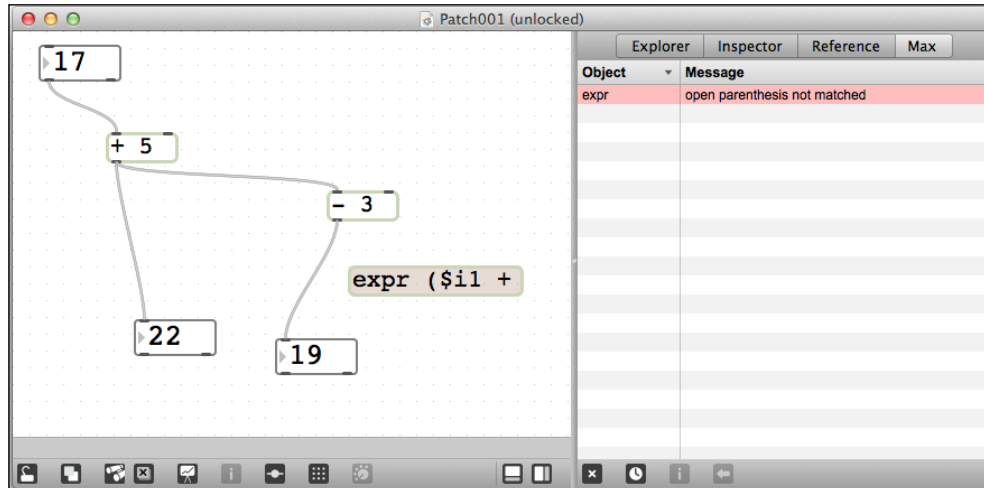 Patch001 (unlocked)
17
+ 5
- 3
expr ($i1 +
22
19
Explorer Inspector Reference Max
Object Message
expr open parenthesis not matched